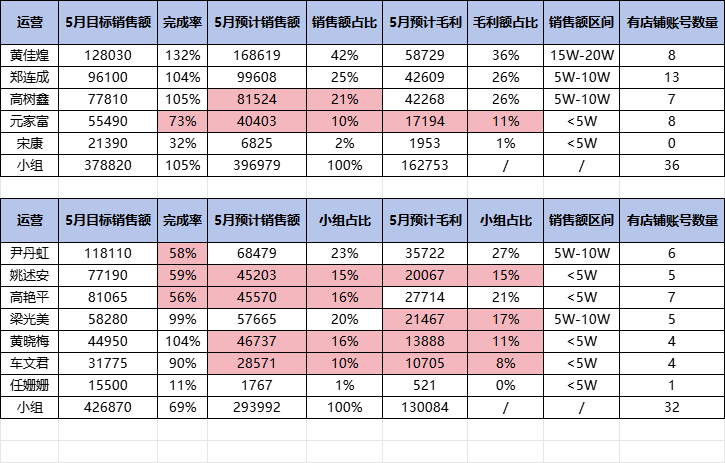 运营 5月目标销售额 完成率 5月预计销售额 销售额占比 5月预计毛利 毛利额占比 销售额区间 有店铺账号数量
黄佳煌 128030 132% 168619 42% 58729 36% 15W-20W 8
郑连成 96100 104% 99608 25% 42609 26% 5W-10W 13
高树鑫 77810 105% 81524 21% 42268 26% 5W-10W 7
元家富 55490 73% 40403 10% 17194 11% <5W 8
宋康 21390 32% 6825 2% 1953 1% <5W 0
小组 378820 105% 396979 100% 162753 / / 36
运营 5月目标销售额 完成率 5月预计销售额 小组占比 5月预计毛利 小组占比 销售额区间 有店铺账号数量
尹丹虹 118110 58% 68479 23% 35722 27% 5W-10W 6
姚述安 77190 59% 45203 15% 20067 15% <5W 5
高艳平 81065 56% 45570 16% 27714 21% <5W 7
梁光美 58280 99% 57665 20% 21467 17% 5W-10W 5
黄晓梅 44950 104% 46737 16% 13888 11% <5W 4
车文君 31775 90% 28571 10% 10705 8% <5W 4
任姗姗 15500 11% 1767 1% 521 0% <5W 1
小组 426870 69% 293992 100% 130084 / / 32